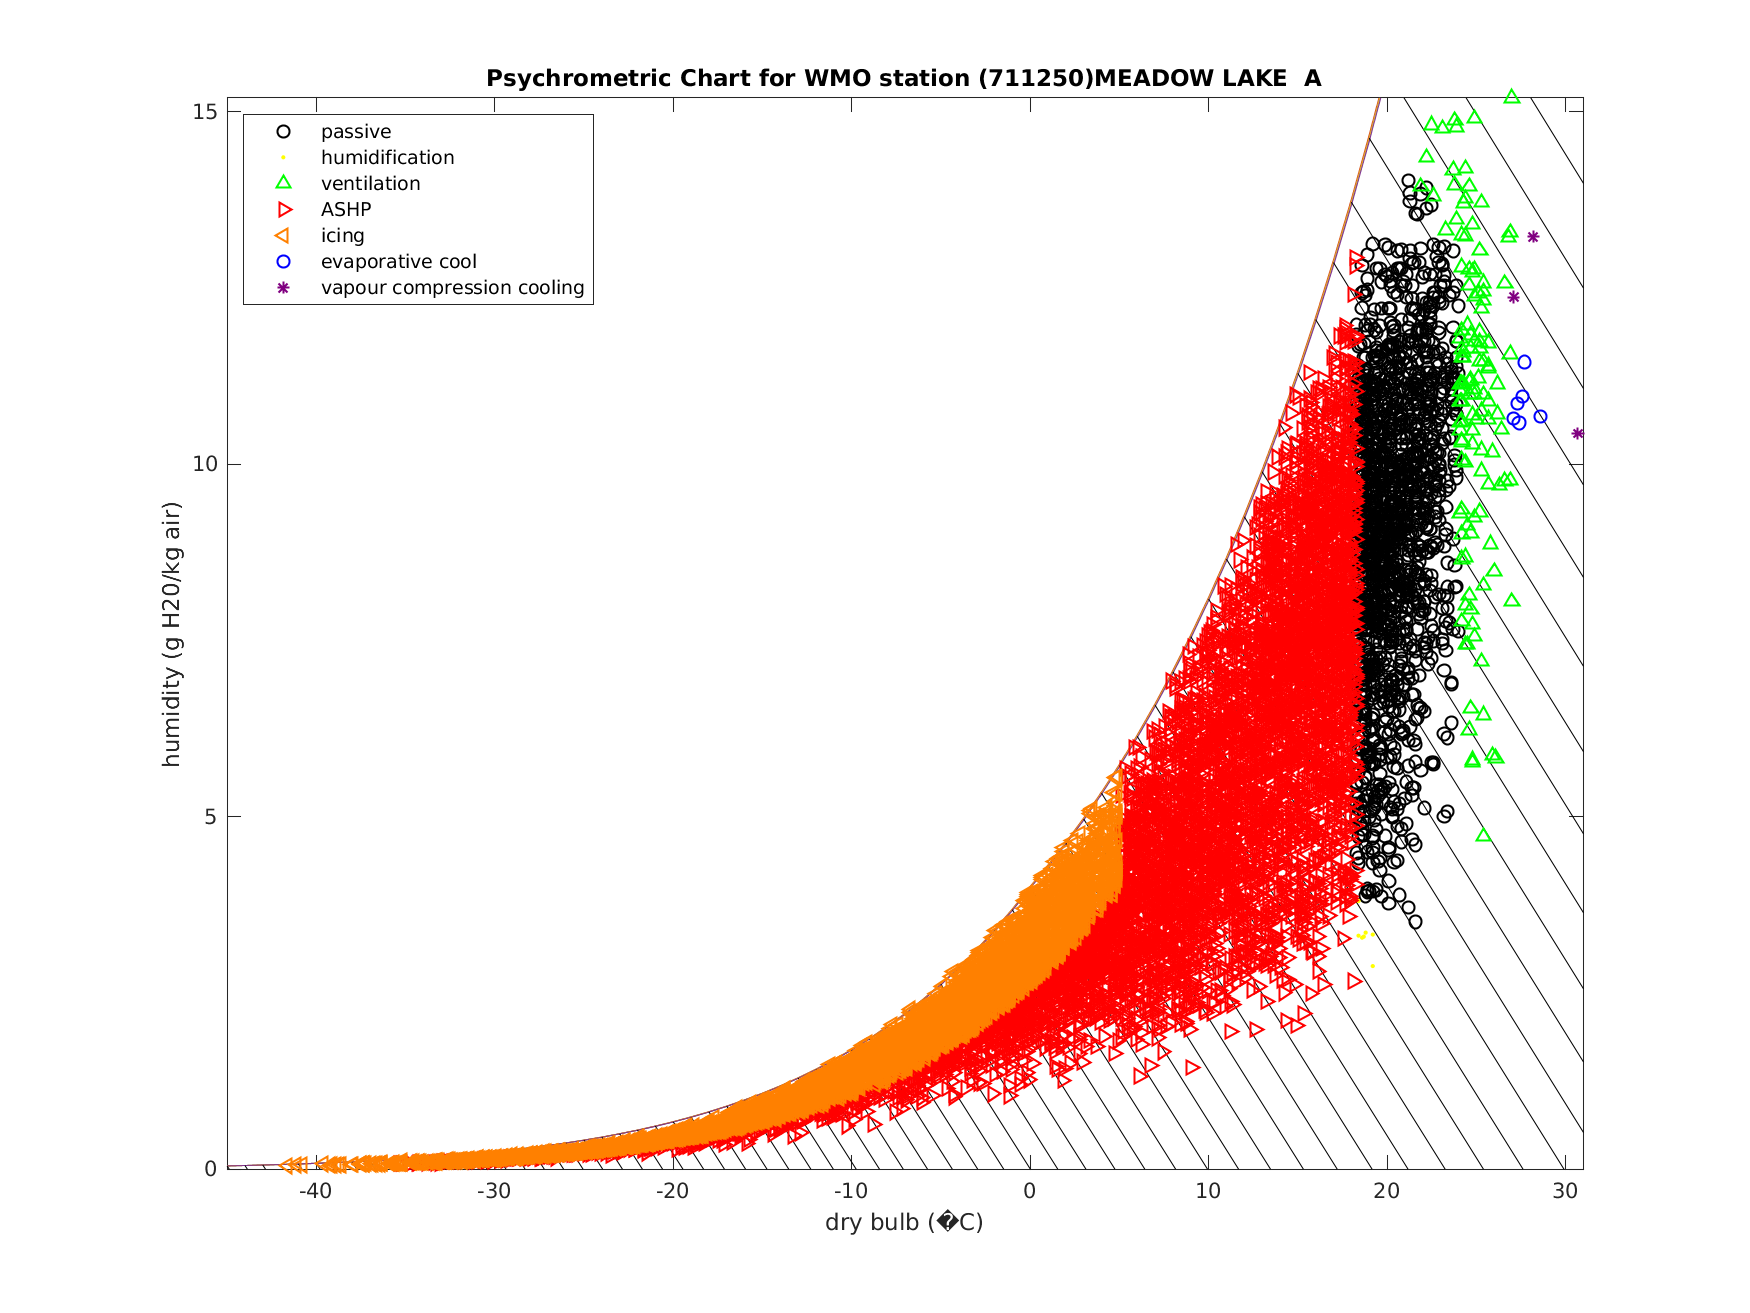 Psychrometric Chart for WMO station (711250)MEADOW LAKE  A
15
10
5
0
humidity (g H20/kg air)
passive
humidification
ventilation
ASHP
icing
evaporative cool
vapour compression cooling
-40
-30
-20
-10
0
10
20
30
dry bulb (�C)